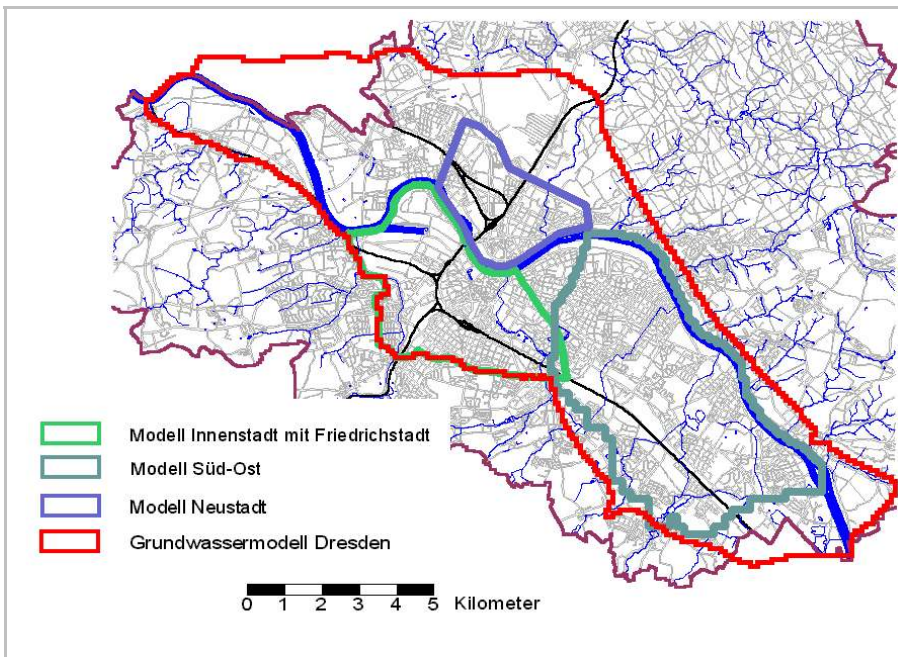 Modell Innenstadt mit Friedrichstadt
Modell Süd-Ost
Modell Neustadt
Grundwassermodell Dresden
0 1 2 3 4 5 Kilometer